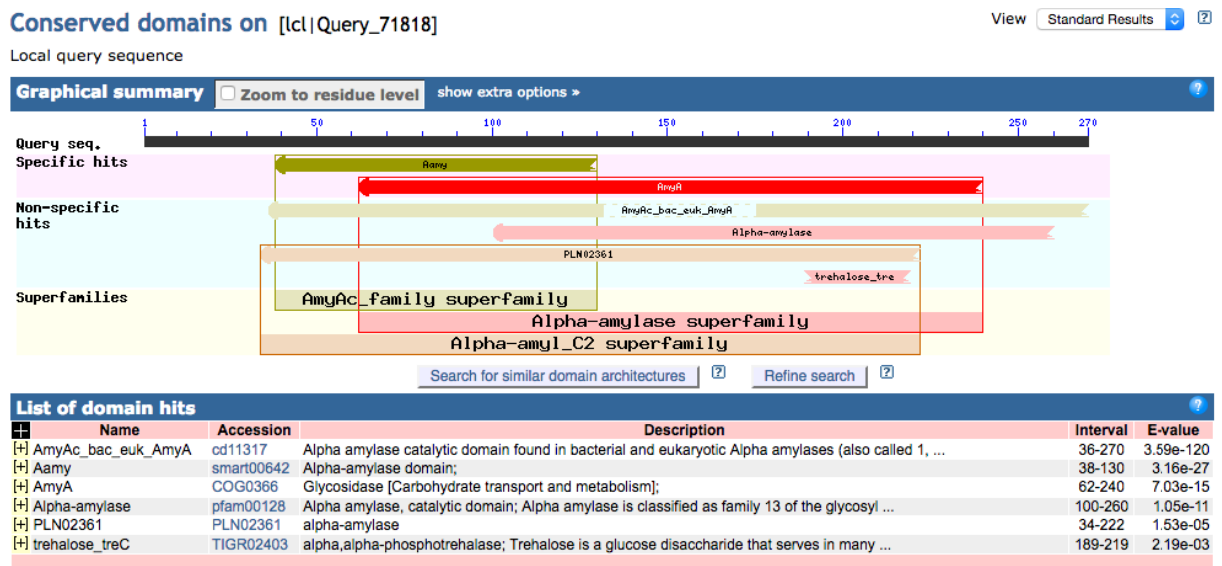 Conserved domains on [lcl|Query_71818]
View Standard Results ?
Local query sequence
Graphical summary Zoom to residue level show extra options » ?
1 50 100 150 200 250 270
Query seq.
Specific hits
Aamy
AmyA
Non-specific
hits
AmyAc_bac_euk_AmyA
Alpha-amylase
PLN02361
trehalose_tre
Superfamilies
AmyAc_family superfamily
Alpha-amylase superfamily
Alpha-amyl_C2 superfamily
Search for similar domain architectures ? Refine search ?
List of domain hits ?
+ Name Accession Description Interval E-value
[+] AmyAc_bac_euk_AmyA cd11317 Alpha amylase catalytic domain found in bacterial and eukaryotic Alpha amylases (also called 1, ... 36-270 3.59e-120
[+] Aamy smart00642 Alpha-amylase domain; 38-130 3.16e-27
[+] AmyA COG0366 Glycosidase [Carbohydrate transport and metabolism]; 62-240 7.03e-15
[+] Alpha-amylase pfam00128 Alpha amylase, catalytic domain; Alpha amylase is classified as family 13 of the glycosyl ... 100-260 1.05e-11
[+] PLN02361 PLN02361 alpha-amylase 34-222 1.53e-05
[+] trehalose_treC TIGR02403 alpha,alpha-phosphotrehalase; Trehalose is a glucose disaccharide that serves in many ... 189-219 2.19e-03